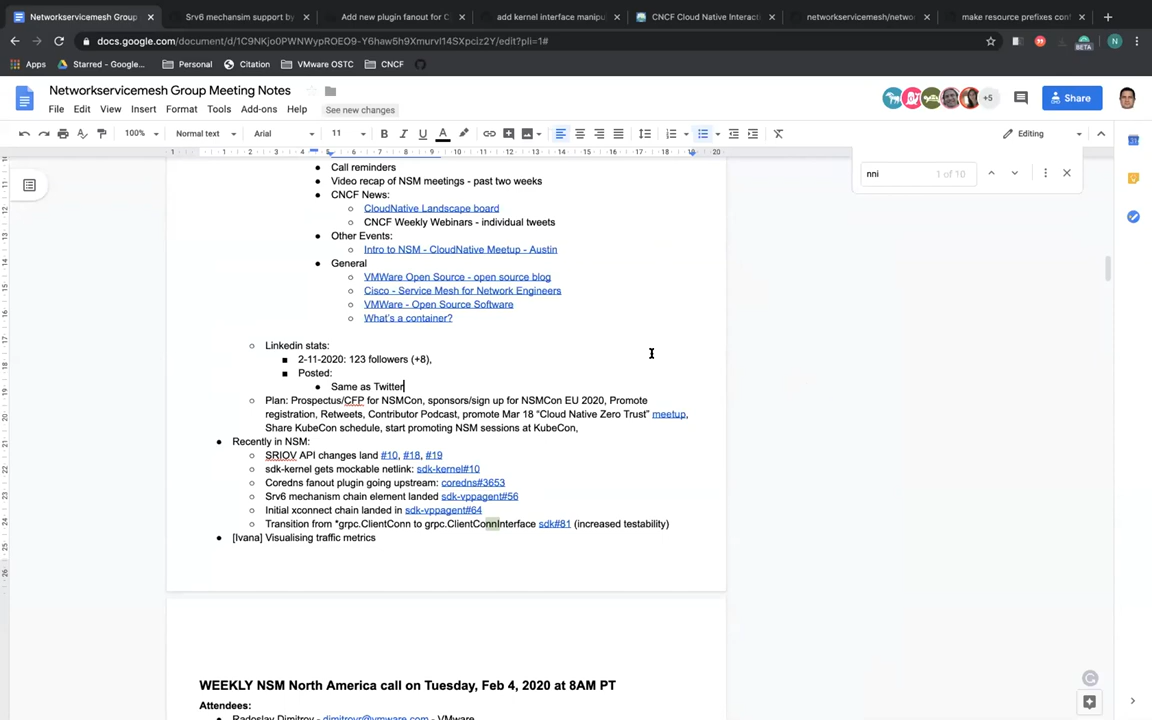 Networkservicemesh Group
Srv6 mechansim support by
Add new plugin fanout for C
add kernel interface manipu
CNCF Cloud Native Interact
networkservicemesh/netwo
make resource prefixes con
docs.google.com/document/d/1C9NKjo0PWNWypROEO9-Y6haw5h9Xmurvl14SXpciz2Y/edit?pli=1#
BETA
N
Apps
Starred - Google...
Personal
Citation
VMware OSTC
CNCF
Networkservicemesh Group Meeting Notes
File Edit View Insert Format Tools Add-ons Help
See new changes
+5
Share
100%
Normal text
Arial
11
Editing
nni
1 of 10
Call reminders
Video recap of NSM meetings - past two weeks
CNCF News:
CloudNative Landscape board
CNCF Weekly Webinars - individual tweets
Other Events:
Intro to NSM - CloudNative Meetup - Austin
General
VMWare Open Source - open source blog
Cisco - Service Mesh for Network Engineers
VMWare - Open Source Software
What's a container?
Linkedin stats:
2-11-2020: 123 followers (+8),
Posted:
Same as Twitter
Plan: Prospectus/CFP for NSMCon, sponsors/sign up for NSMCon EU 2020, Promote
registration, Retweets, Contributor Podcast, promote Mar 18 “Cloud Native Zero Trust” meetup,
Share KubeCon schedule, start promoting NSM sessions at KubeCon,
Recently in NSM:
SRIOV API changes land #10, #18, #19
sdk-kernel gets mockable netlink: sdk-kernel#10
Coredns fanout plugin going upstream: coredns#3653
Srv6 mechanism chain element landed sdk-vppagent#56
Initial xconnect chain landed in sdk-vppagent#64
Transition from *grpc.ClientConn to grpc.ClientConnInterface sdk#81 (increased testability)
[Ivana] Visualising traffic metrics
WEEKLY NSM North America call on Tuesday, Feb 4, 2020 at 8AM PT
Attendees:
Radoslav Dimitrov - dimitrovr@vmware.com - VMware